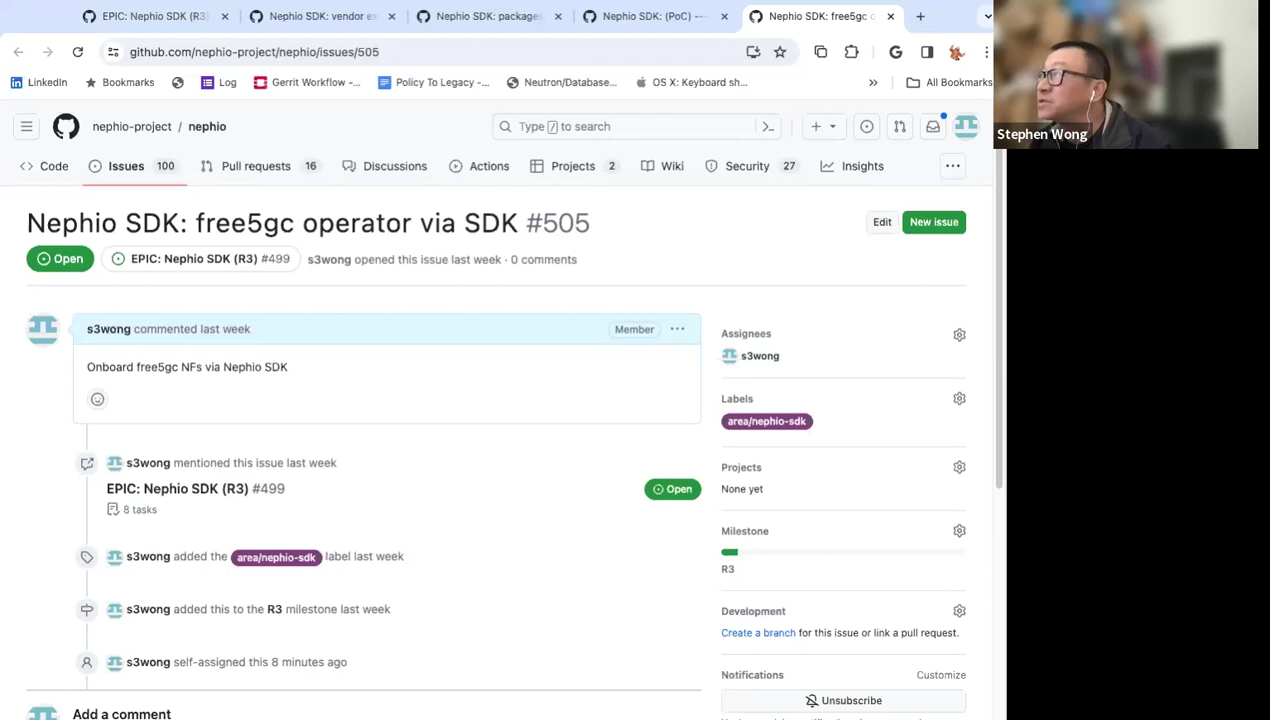 EPIC: Nephio SDK (R3)
Nephio SDK: vendor ex
Nephio SDK: packages
Nephio SDK: (PoC) --
Nephio SDK: free5gc o
github.com/nephio-project/nephio/issues/505
LinkedIn
Bookmarks
Log
Gerrit Workflow -...
Policy To Legacy -...
Neutron/Database...
OS X: Keyboard sh...
»
All Bookmarks
Stephen Wong
nephio-project / nephio
Type / to search
Code
Issues 100
Pull requests 16
Discussions
Actions
Projects 2
Wiki
Security 27
Insights
Nephio SDK: free5gc operator via SDK #505
Edit
New issue
Open
EPIC: Nephio SDK (R3) #499
s3wong opened this issue last week · 0 comments
s3wong commented last week
Member
Onboard free5gc NFs via Nephio SDK
s3wong mentioned this issue last week
EPIC: Nephio SDK (R3) #499
Open
8 tasks
s3wong added the area/nephio-sdk label last week
s3wong added this to the R3 milestone last week
s3wong self-assigned this 8 minutes ago
Add a comment
Assignees
s3wong
Labels
area/nephio-sdk
Projects
None yet
Milestone
R3
Development
Create a branch for this issue or link a pull request.
Notifications
Customize
Unsubscribe